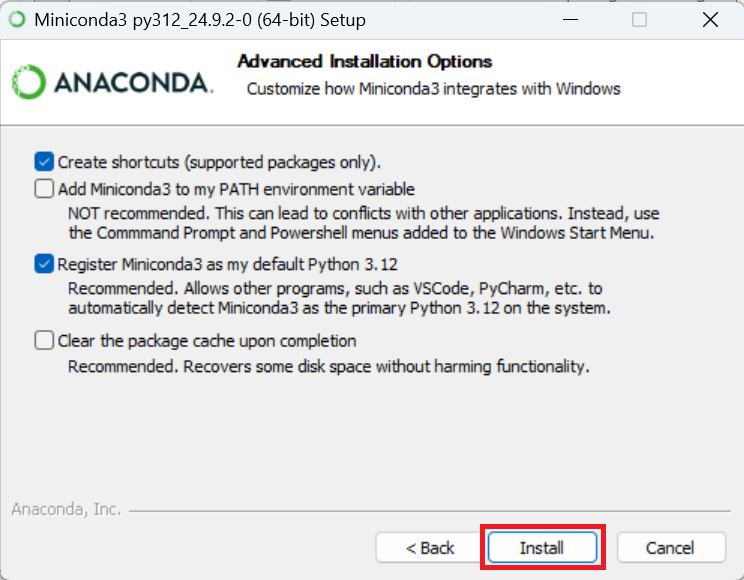 Miniconda3 py312_24.9.2-0 (64-bit) Setup
ANACONDA.
Advanced Installation Options
Customize how Miniconda3 integrates with Windows
Create shortcuts (supported packages only).
Add Miniconda3 to my PATH environment variable
NOT recommended. This can lead to conflicts with other applications. Instead, use
the Commmand Prompt and Powershell menus added to the Windows Start Menu.
Register Miniconda3 as my default Python 3.12
Recommended. Allows other programs, such as VSCode, PyCharm, etc. to
automatically detect Miniconda3 as the primary Python 3.12 on the system.
Clear the package cache upon completion
Recommended. Recovers some disk space without harming functionality.
Anaconda, Inc.
< Back
Install
Cancel